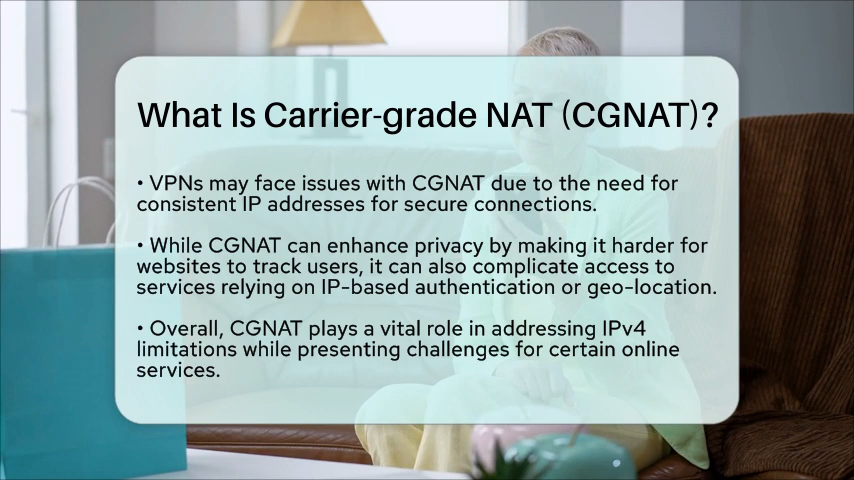 What Is Carrier-grade NAT (CGNAT)?
• VPNs may face issues with CGNAT due to the need for
consistent IP addresses for secure connections.
• While CGNAT can enhance privacy by making it harder for
websites to track users, it can also complicate access to
services relying on IP-based authentication or geo-location.
• Overall, CGNAT plays a vital role in addressing IPv4
limitations while presenting challenges for certain online
services.